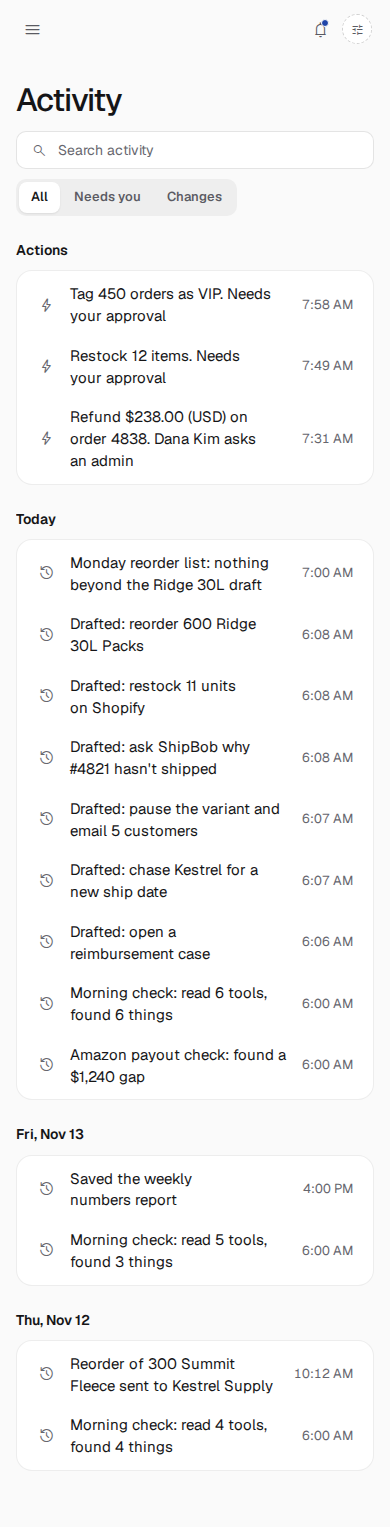 Activity
Search activity
All
Needs you
Changes
Actions
Tag 450 orders as VIP. Needs
your approval
7:58 AM
Restock 12 items. Needs
your approval
7:49 AM
Refund $238.00 (USD) on
order 4838. Dana Kim asks
an admin
7:31 AM
Today
Monday reorder list: nothing
beyond the Ridge 30L draft
7:00 AM
Drafted: reorder 600 Ridge
30L Packs
6:08 AM
Drafted: restock 11 units
on Shopify
6:08 AM
Drafted: ask ShipBob why
#4821 hasn't shipped
6:08 AM
Drafted: pause the variant and
email 5 customers
6:07 AM
Drafted: chase Kestrel for a
new ship date
6:07 AM
Drafted: open a
reimbursement case
6:06 AM
Morning check: read 6 tools,
found 6 things
6:00 AM
Amazon payout check: found a
$1,240 gap
6:00 AM
Fri, Nov 13
Saved the weekly
numbers report
4:00 PM
Morning check: read 5 tools,
found 3 things
6:00 AM
Thu, Nov 12
Reorder of 300 Summit
Fleece sent to Kestrel Supply
10:12 AM
Morning check: read 4 tools,
found 4 things
6:00 AM